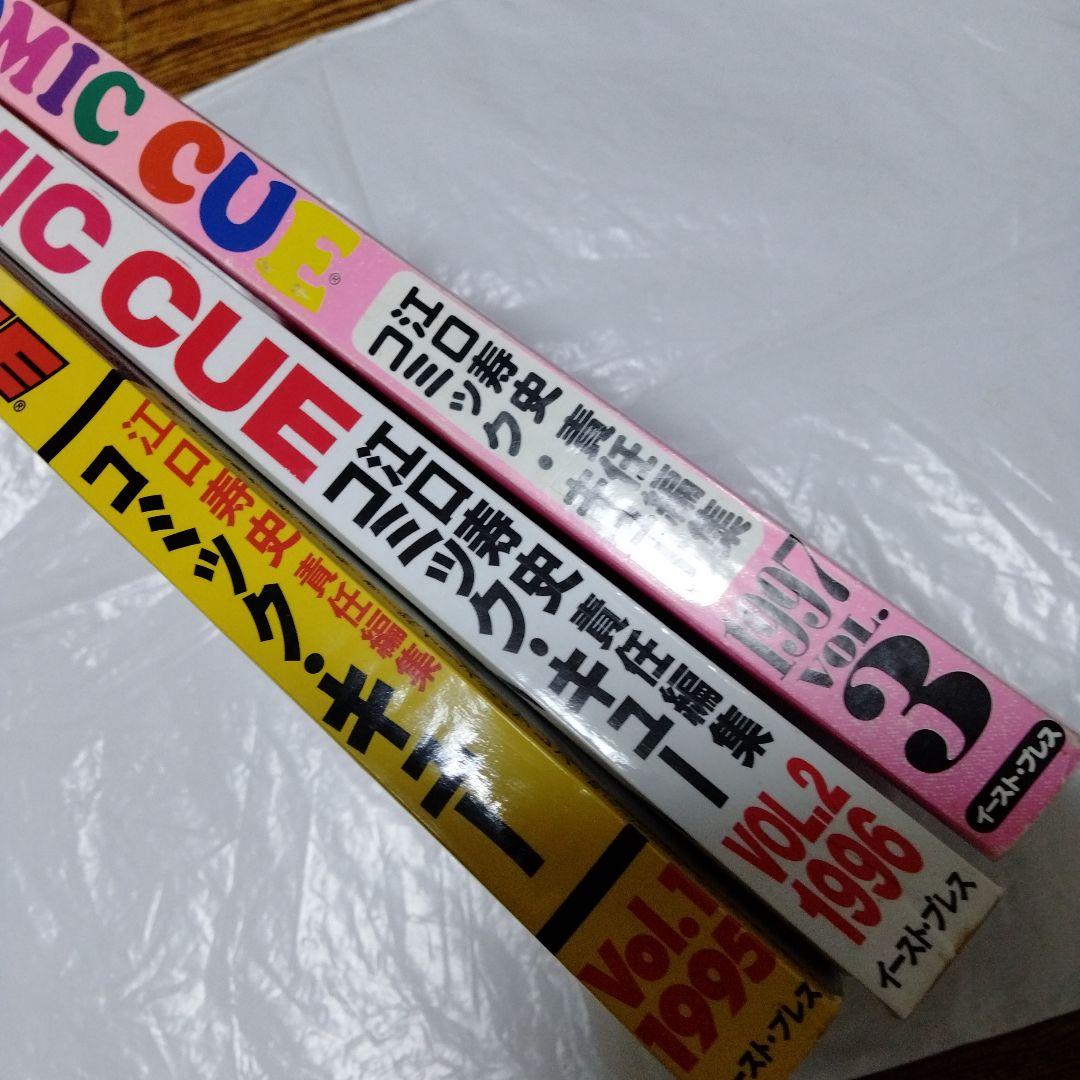 OMIC CUE®
江口寿史 責任編集
コミック・キュー
1997
VOL.
3
イースト・プレス
MIC CUE
江口寿史 責任編集
コミック・キュー
VOL.2
1996
イースト・プレス
E®
江口寿史 責任編集
コミック・キュー
Vol.1
1995
ースト・プレス